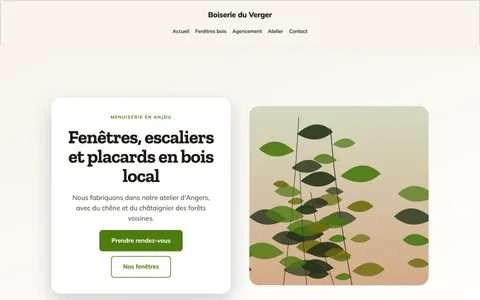 Boiserie du Verger
Accueil Fenêtres bois Agencement Atelier Contact
MENUISERIE EN ANJOU
Fenêtres, escaliers
et placards en bois
local
Nous fabriquons dans notre atelier d'Angers,
avec du chêne et du châtaignier des forêts
voisines.
Prendre rendez-vous
Nos fenêtres